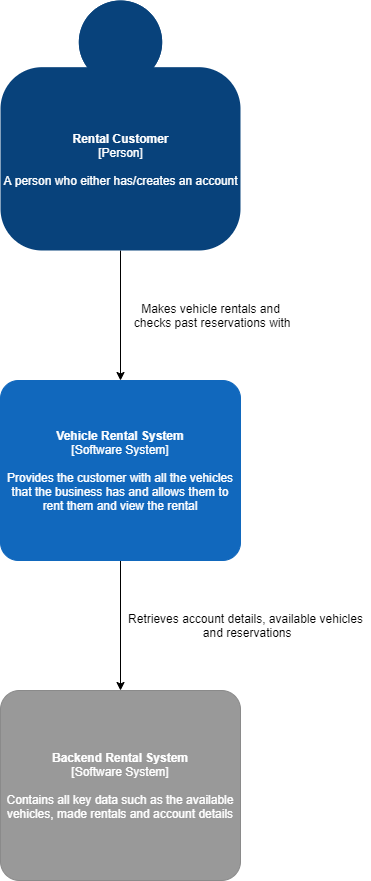 Rental Customer
[Person]
A person who either has/creates an account
Makes vehicle rentals and
checks past reservations with
Vehicle Rental System
[Software System]
Provides the customer with all the vehicles
that the business has and allows them to
rent them and view the rental
Retrieves account details, available vehicles
and reservations
Backend Rental System
[Software System]
Contains all key data such as the available
vehicles, made rentals and account details